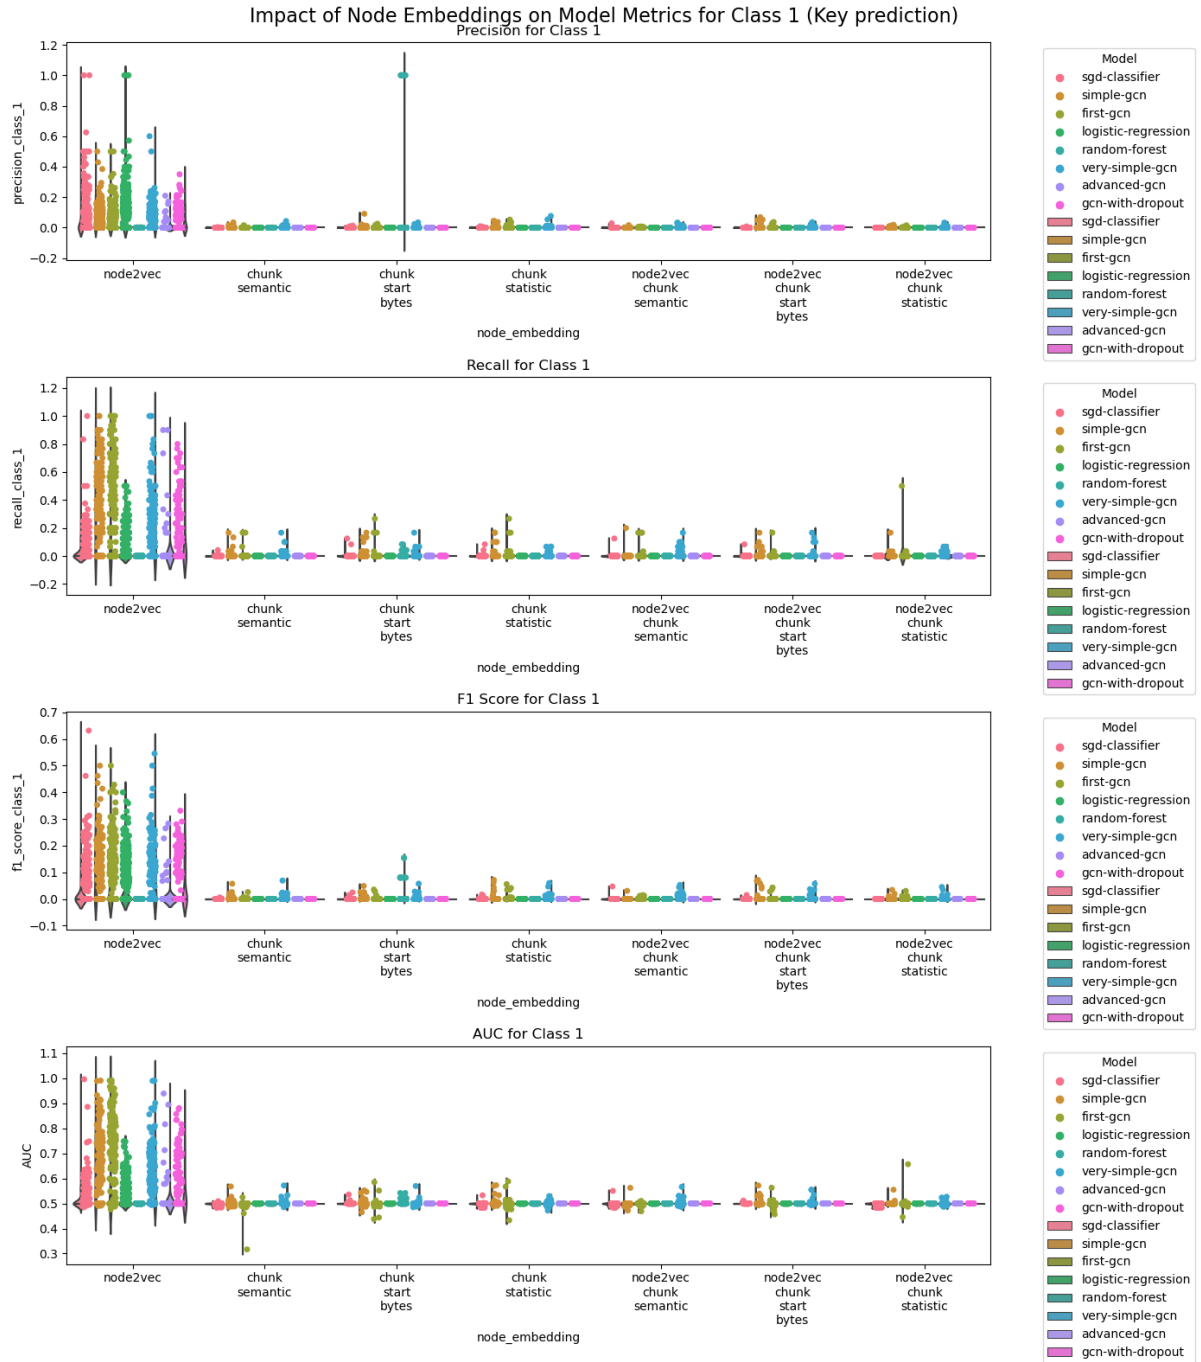 Impact of Node Embeddings on Model Metrics for Class 1 (Key prediction)
Precision for Class 1
1.2
1.0
0.8
0.6
0.4
0.2
0.0
−0.2
precision_class_1
node2vec
chunk
semantic
chunk
start
bytes
chunk
statistic
node2vec
chunk
semantic
node2vec
chunk
start
bytes
node2vec
chunk
statistic
node_embedding
Model
sgd-classifier
simple-gcn
first-gcn
logistic-regression
random-forest
very-simple-gcn
advanced-gcn
gcn-with-dropout
sgd-classifier
simple-gcn
first-gcn
logistic-regression
random-forest
very-simple-gcn
advanced-gcn
gcn-with-dropout
Recall for Class 1
1.2
1.0
0.8
0.6
0.4
0.2
0.0
−0.2
recall_class_1
node2vec
chunk
semantic
chunk
start
bytes
chunk
statistic
node2vec
chunk
semantic
node2vec
chunk
start
bytes
node2vec
chunk
statistic
node_embedding
Model
sgd-classifier
simple-gcn
first-gcn
logistic-regression
random-forest
very-simple-gcn
advanced-gcn
gcn-with-dropout
sgd-classifier
simple-gcn
first-gcn
logistic-regression
random-forest
very-simple-gcn
advanced-gcn
gcn-with-dropout
F1 Score for Class 1
0.7
0.6
0.5
0.4
0.3
0.2
0.1
0.0
−0.1
f1_score_class_1
node2vec
chunk
semantic
chunk
start
bytes
chunk
statistic
node2vec
chunk
semantic
node2vec
chunk
start
bytes
node2vec
chunk
statistic
node_embedding
Model
sgd-classifier
simple-gcn
first-gcn
logistic-regression
random-forest
very-simple-gcn
advanced-gcn
gcn-with-dropout
sgd-classifier
simple-gcn
first-gcn
logistic-regression
random-forest
very-simple-gcn
advanced-gcn
gcn-with-dropout
AUC for Class 1
1.1
1.0
0.9
0.8
0.7
0.6
0.5
0.4
0.3
AUC
node2vec
chunk
semantic
chunk
start
bytes
chunk
statistic
node2vec
chunk
semantic
node2vec
chunk
start
bytes
node2vec
chunk
statistic
node_embedding
Model
sgd-classifier
simple-gcn
first-gcn
logistic-regression
random-forest
very-simple-gcn
advanced-gcn
gcn-with-dropout
sgd-classifier
simple-gcn
first-gcn
logistic-regression
random-forest
very-simple-gcn
advanced-gcn
gcn-with-dropout